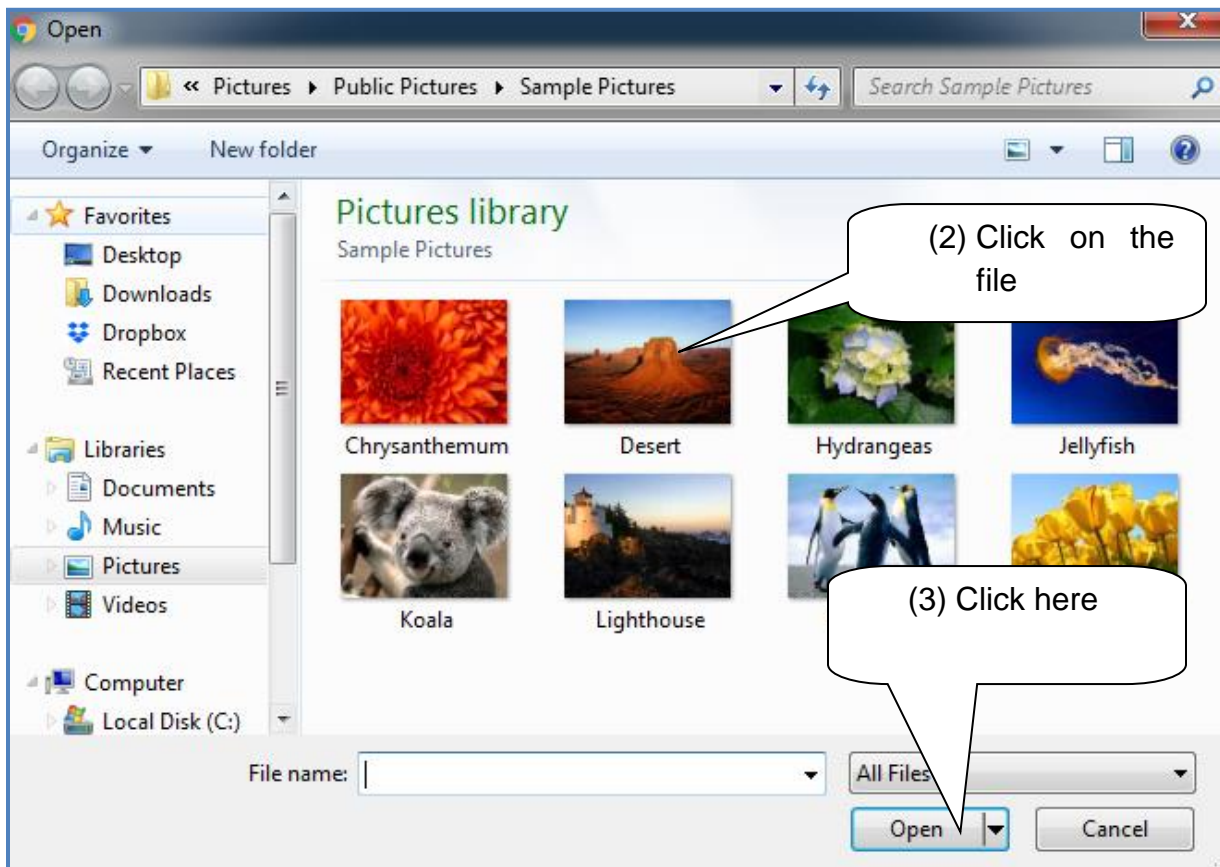 Open
« Pictures ▸ Public Pictures ▸ Sample Pictures
Search Sample Pictures
Organize
New folder
Favorites
Desktop
Downloads
Dropbox
Recent Places
Libraries
Documents
Music
Pictures
Videos
Computer
Local Disk (C:)
Pictures library
Sample Pictures
(2) Click on the
file
Chrysanthemum
Desert
Hydrangeas
Jellyfish
Koala
Lighthouse
(3) Click here
File name:
All Files
Open
Cancel